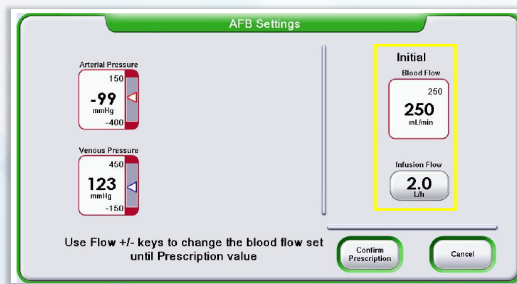 AFB Settings
Arterial Pressure
150
-99
mmHg
-400
Venous Pressure
450
123
mmHg
-150
Initial
Blood Flow
250
250
mL/min
Infusion Flow
2.0
L/h
Use Flow +/- keys to change the blood flow set
until Prescription value
Confirm
Prescription
Cancel